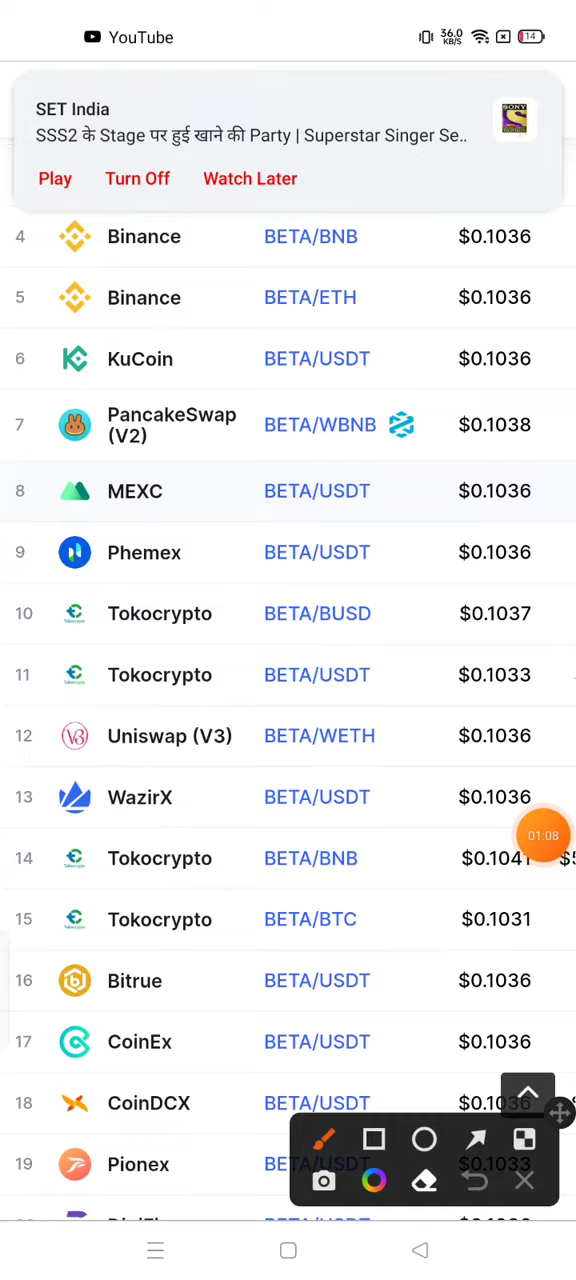 YouTube 36.0 KB/S 14
SET India
SSS2 के Stage पर हुई खाने की Party | Superstar Singer Se..
SONY
Play Turn Off Watch Later
4 Binance BETA/BNB $0.1036
5 Binance BETA/ETH $0.1036
6 KuCoin BETA/USDT $0.1036
7 PancakeSwap (V2) BETA/WBNB $0.1038
8 MEXC BETA/USDT $0.1036
9 Phemex BETA/USDT $0.1036
10 Tokocrypto BETA/BUSD $0.1037
11 Tokocrypto BETA/USDT $0.1033
12 Uniswap (V3) BETA/WETH $0.1036
13 WazirX BETA/USDT $0.1036
01:08
14 Tokocrypto BETA/BNB $0.1041
15 Tokocrypto BETA/BTC $0.1031
16 Bitrue BETA/USDT $0.1036
17 CoinEx BETA/USDT $0.1036
18 CoinDCX BETA/USDT $0.1036
19 Pionex BETA/USDT $0.1033